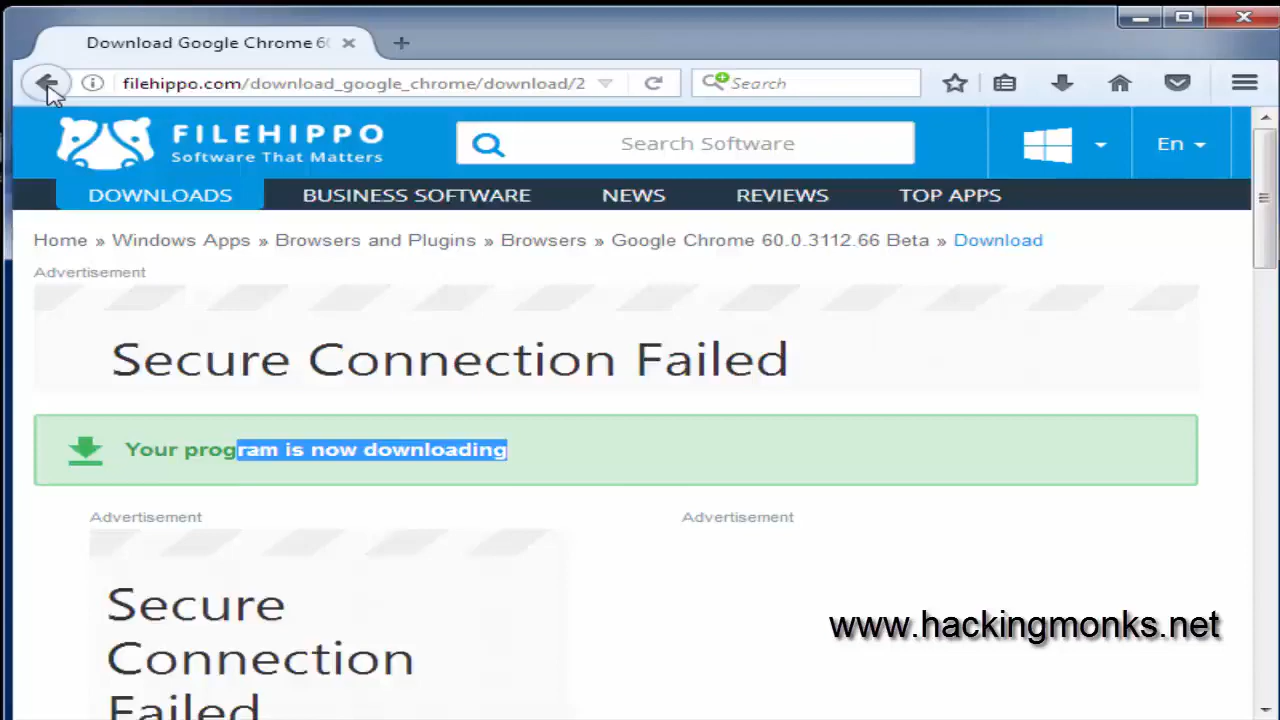 Download Google Chrome 6
filehippo.com/download_google_chrome/download/2
Search
FILEHIPPO
Software That Matters
Search Software
En
DOWNLOADS
BUSINESS SOFTWARE
NEWS
REVIEWS
TOP APPS
Home » Windows Apps » Browsers and Plugins » Browsers » Google Chrome 60.0.3112.66 Beta » Download
Advertisement
Secure Connection Failed
Your program is now downloading
Advertisement
Advertisement
Secure
Connection
Failed
www.hackingmonks.net